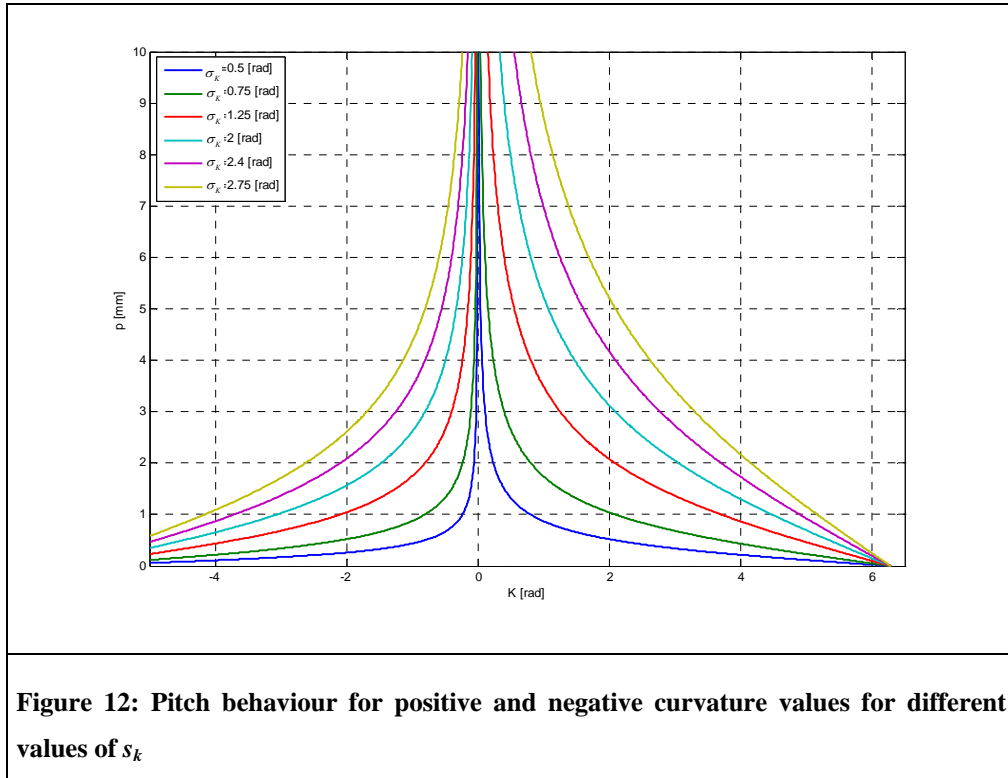 10
9
8
7
6
5
4
3
2
1
0
p [mm]
σK=0.5 [rad]
σK=0.75 [rad]
σK=1.25 [rad]
σK=2 [rad]
σK=2.4 [rad]
σK=2.75 [rad]
-4 -2 0 2 4 6
K [rad]
Figure 12: Pitch behaviour for positive and negative curvature values for different
values of sk